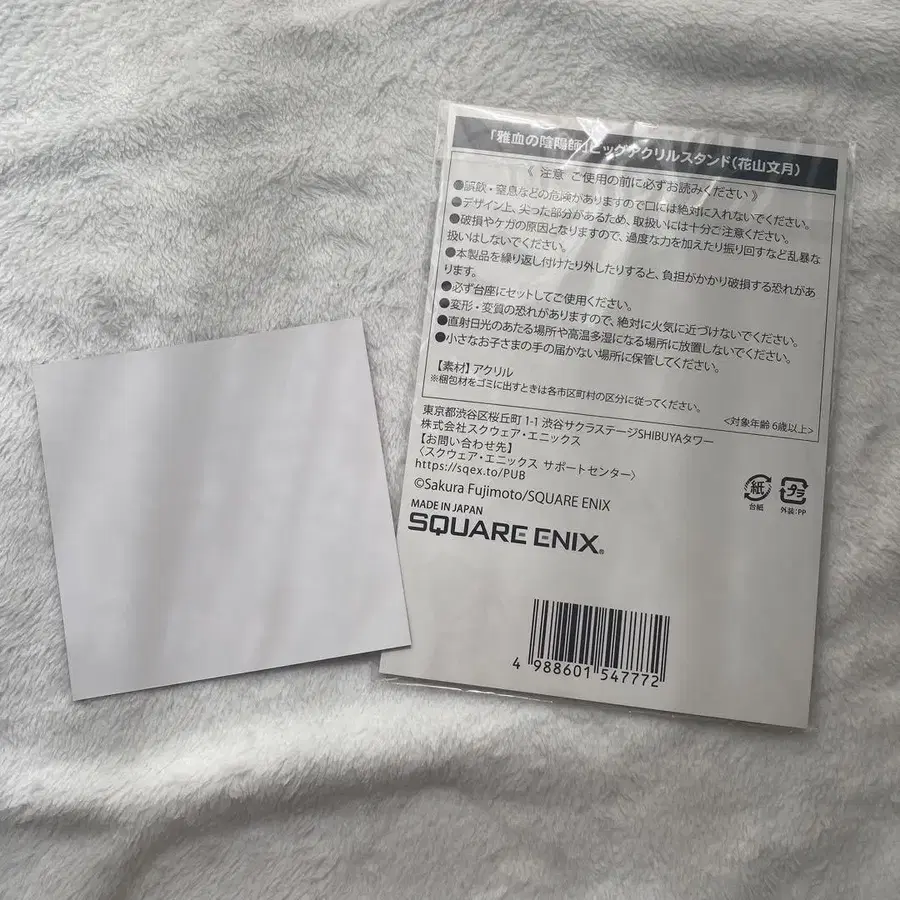 「雅血の陰陽師」ビッグアクリルスタンド(花山文月)
《 注意 ご使用の前に必ずお読みください 》
●誤飲・窒息などの危険がありますので口には絶対に入れないでください。
●デザイン上、尖った部分があるため、取扱いには十分ご注意ください。
●破損やケガの原因となりますので、過度な力を加えたり振り回すなど乱暴な
扱いはしないでください。
●本製品を繰り返し付けたり外したりすると、負担がかかり破損する恐れがあ
ります。
●必ず台座にセットしてご使用ください。
●変形・変質の恐れがありますので、絶対に火気に近づけないでください。
●直射日光のあたる場所や高温多湿になる場所に放置しないでください。
●小さなお子さまの手の届かない場所に保管してください。
【素材】アクリル
※梱包材をゴミに出すときは各市区町村の区分に従ってください。
<対象年齢 6歳以上>
東京都渋谷区桜丘町 1-1 渋谷サクラステージSHIBUYAタワー
株式会社スクウェア・エニックス
【お問い合わせ先】
〈スクウェア・エニックス サポートセンター〉
https://sqex.to/PUB
©Sakura Fujimoto/SQUARE ENIX
MADE IN JAPAN
SQUARE ENIX®
紙
台紙
プラ
外装:PP
4 988601 547772